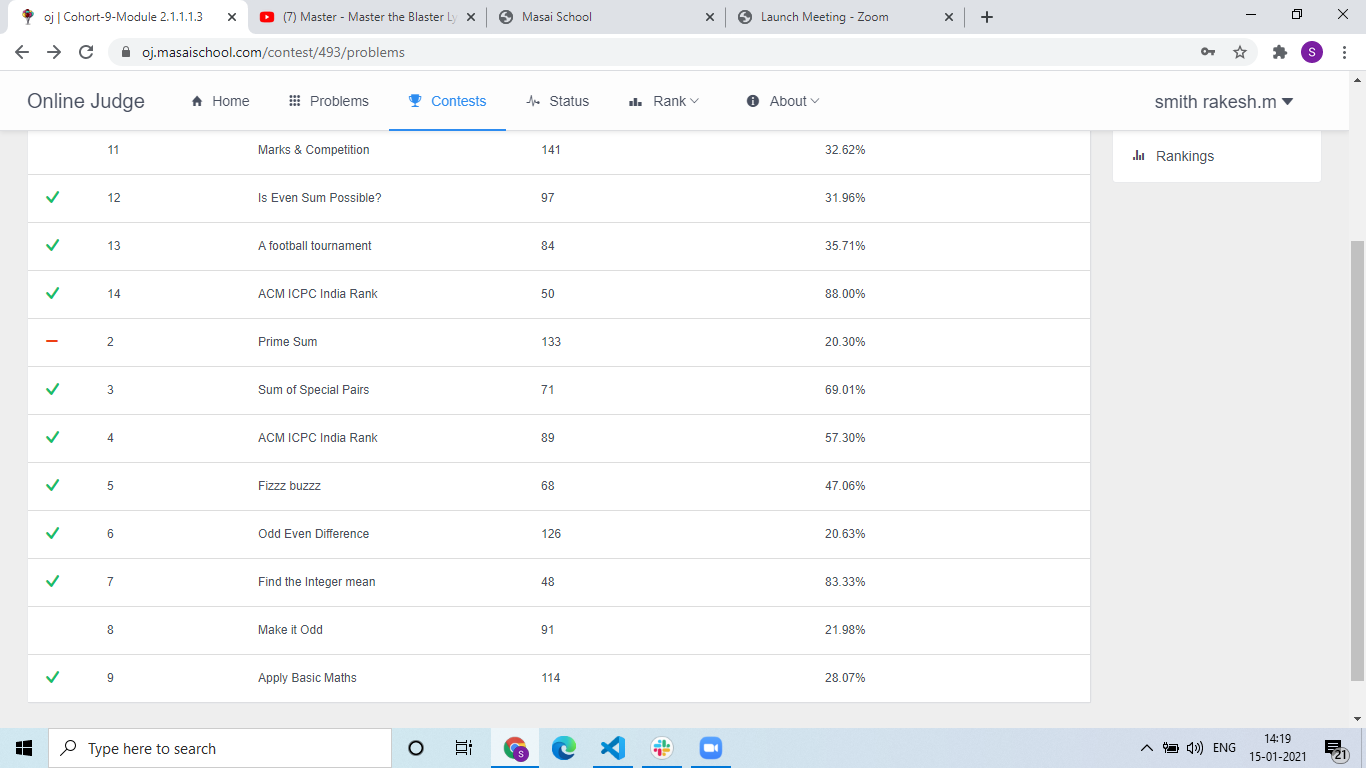 oj | Cohort-9-Module 2.1.1.1.3
(7) Master - Master the Blaster Ly
Masai School
Launch Meeting - Zoom
oj.masaischool.com/contest/493/problems
S
Online Judge
Home
Problems
Contests
Status
Rank
About
smith rakesh.m
11 Marks & Competition 141 32.62%
Rankings
12 Is Even Sum Possible? 97 31.96%
13 A football tournament 84 35.71%
14 ACM ICPC India Rank 50 88.00%
2 Prime Sum 133 20.30%
3 Sum of Special Pairs 71 69.01%
4 ACM ICPC India Rank 89 57.30%
5 Fizzz buzzz 68 47.06%
6 Odd Even Difference 126 20.63%
7 Find the Integer mean 48 83.33%
8 Make it Odd 91 21.98%
9 Apply Basic Maths 114 28.07%
Type here to search
S
ENG
14:19
15-01-2021
21